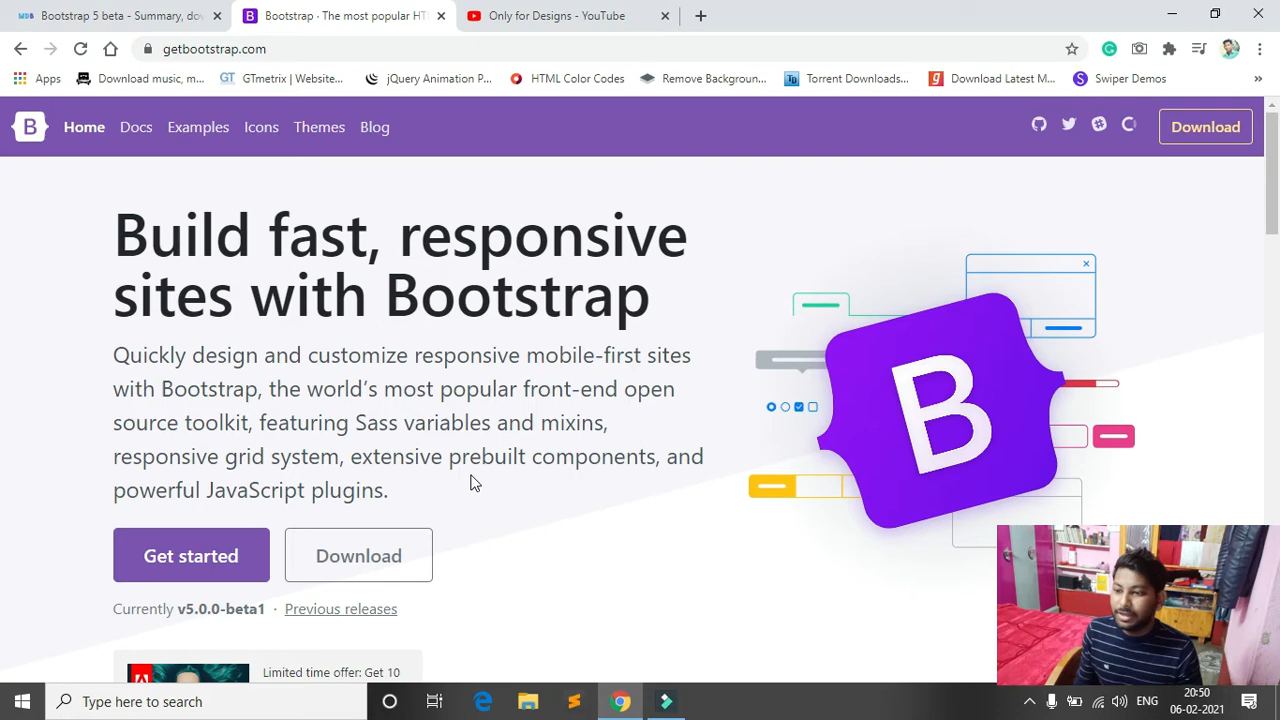 Bootstrap 5 beta - Summary, dov
Bootstrap · The most popular HT
Only for Designs - YouTube
getbootstrap.com
Apps
Download music, m...
GTmetrix | Website...
jQuery Animation P...
HTML Color Codes
Remove Backgroun...
Torrent Downloads...
Download Latest M...
Swiper Demos
B
Home
Docs
Examples
Icons
Themes
Blog
Download
Build fast, responsive
sites with Bootstrap
Quickly design and customize responsive mobile-first sites
with Bootstrap, the world's most popular front-end open
source toolkit, featuring Sass variables and mixins,
responsive grid system, extensive prebuilt components, and
powerful JavaScript plugins.
B
Get started
Download
Currently v5.0.0-beta1 · Previous releases
Limited time offer: Get 10
Type here to search
ENG
20:50
06-02-2021